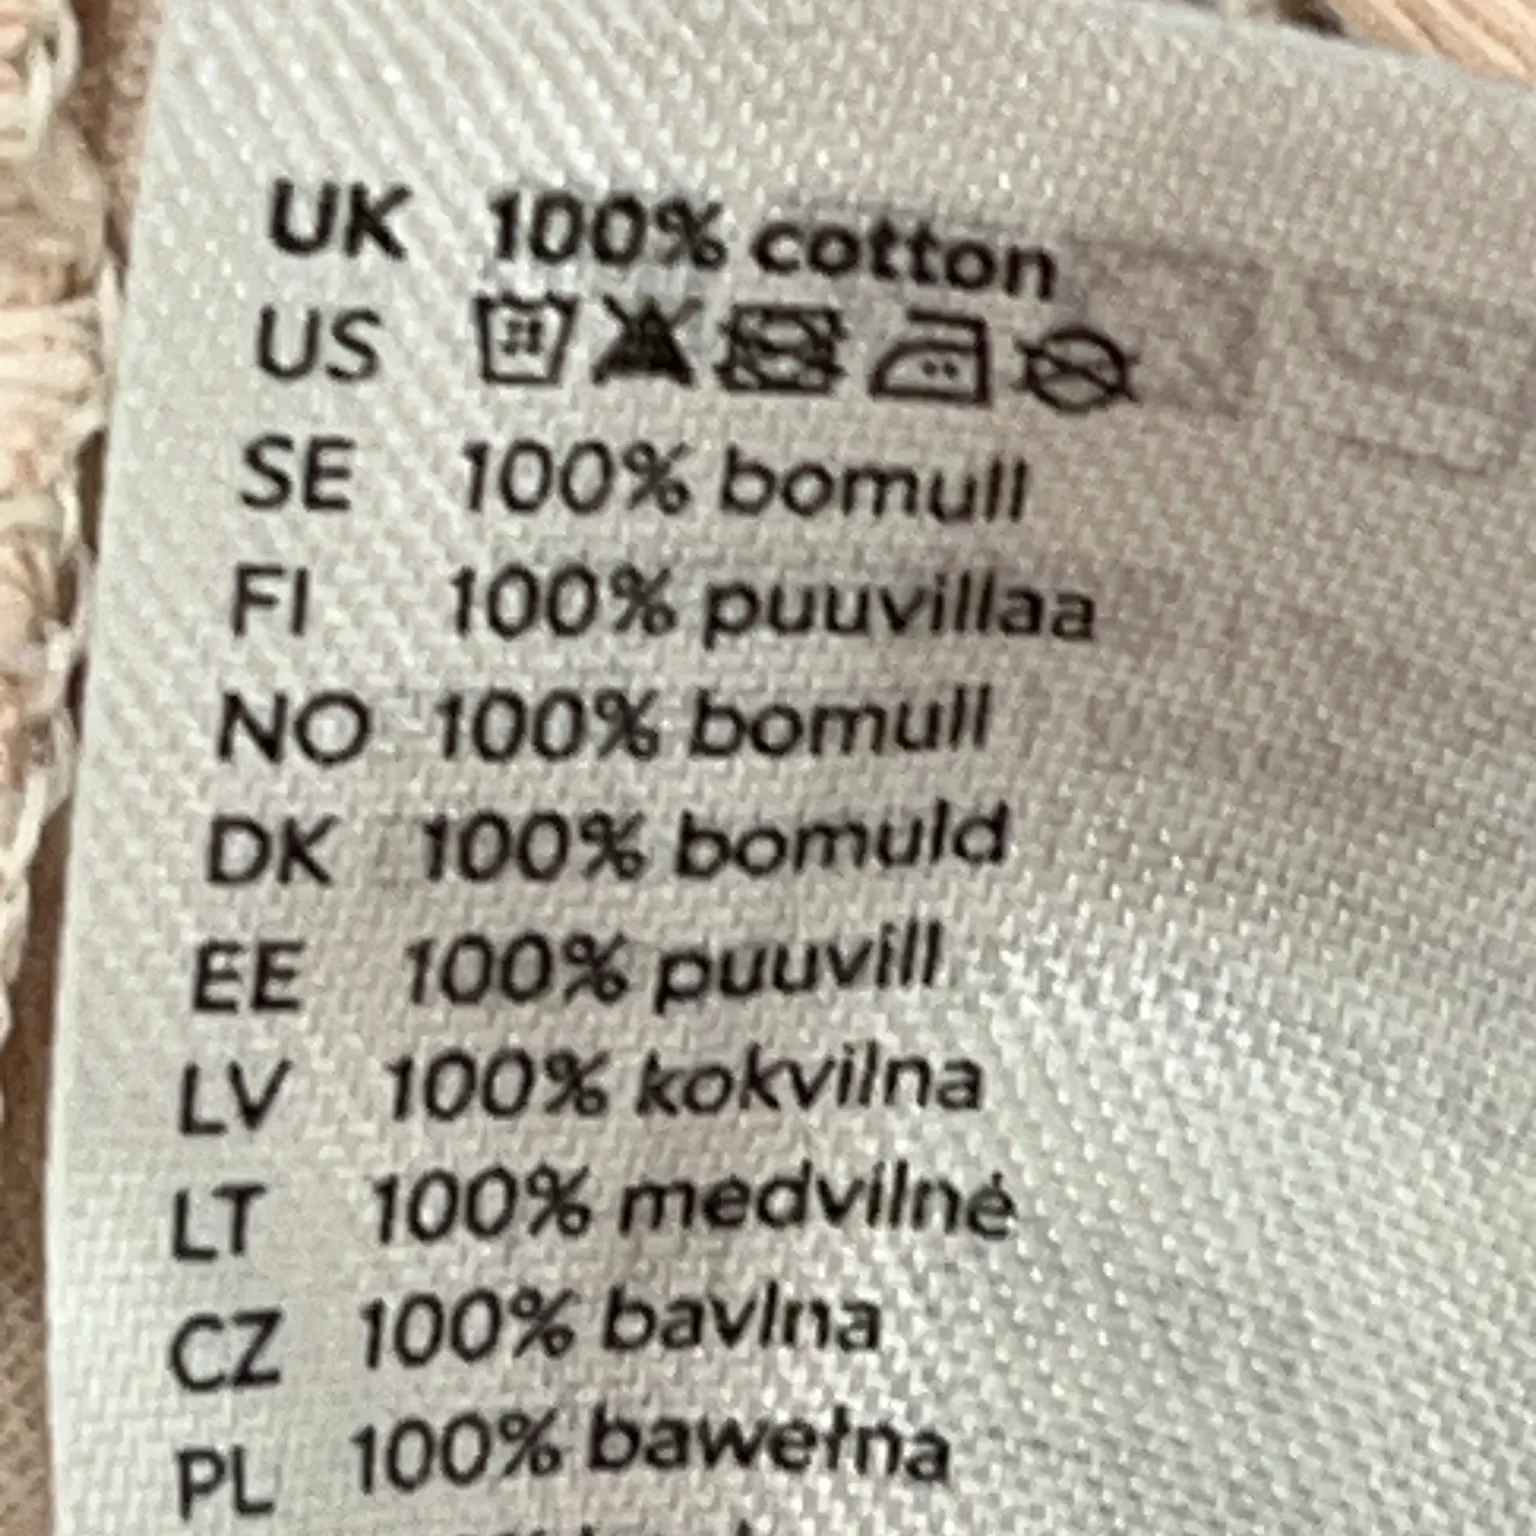 UK 100% cotton
US
SE 100% bomull
FI 100% puuvillaa
NO 100% bomull
DK 100% bomuld
EE 100% puuvill
LV 100% kokvilna
LT 100% medvilnė
CZ 100% bavlna
PL 100% bawełna